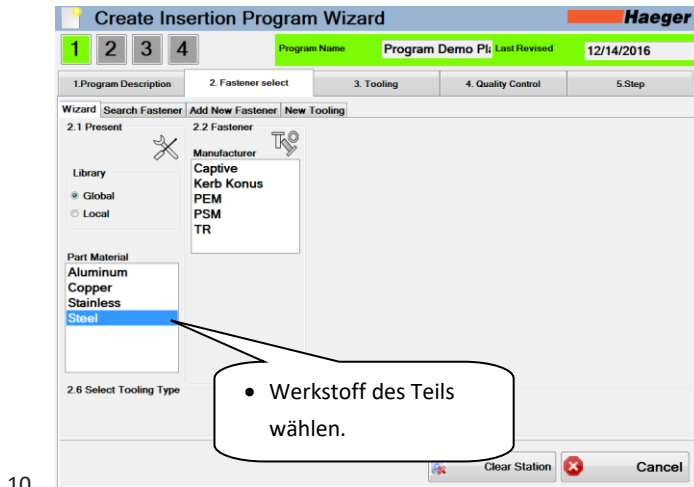 Create Insertion Program Wizard
Haeger
1 2 3 4
Program Name
Program Demo Pla
Last Revised
12/14/2016
1.Program Description
2. Fastener select
3. Tooling
4. Quality Control
5.Step
Wizard
Search Fastener
Add New Fastener
New Tooling
2.1 Present
2.2 Fastener
Manufacturer
Library
Global
Local
Captive
Kerb Konus
PEM
PSM
TR
Part Material
Aluminum
Copper
Stainless
Steel
2.6 Select Tooling Type
• Werkstoff des Teils
wählen.
Clear Station
Cancel
10